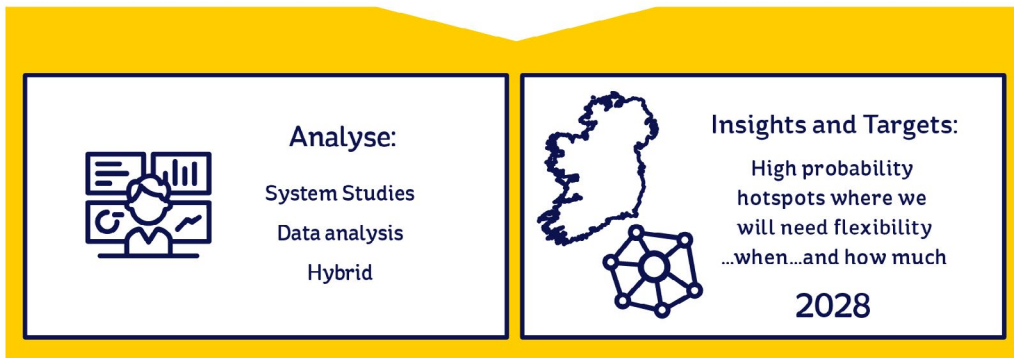 Analyse:
System Studies
Data analysis
Hybrid
Insights and Targets:
High probability
hotspots where we
will need flexibility
...when...and how much
2028